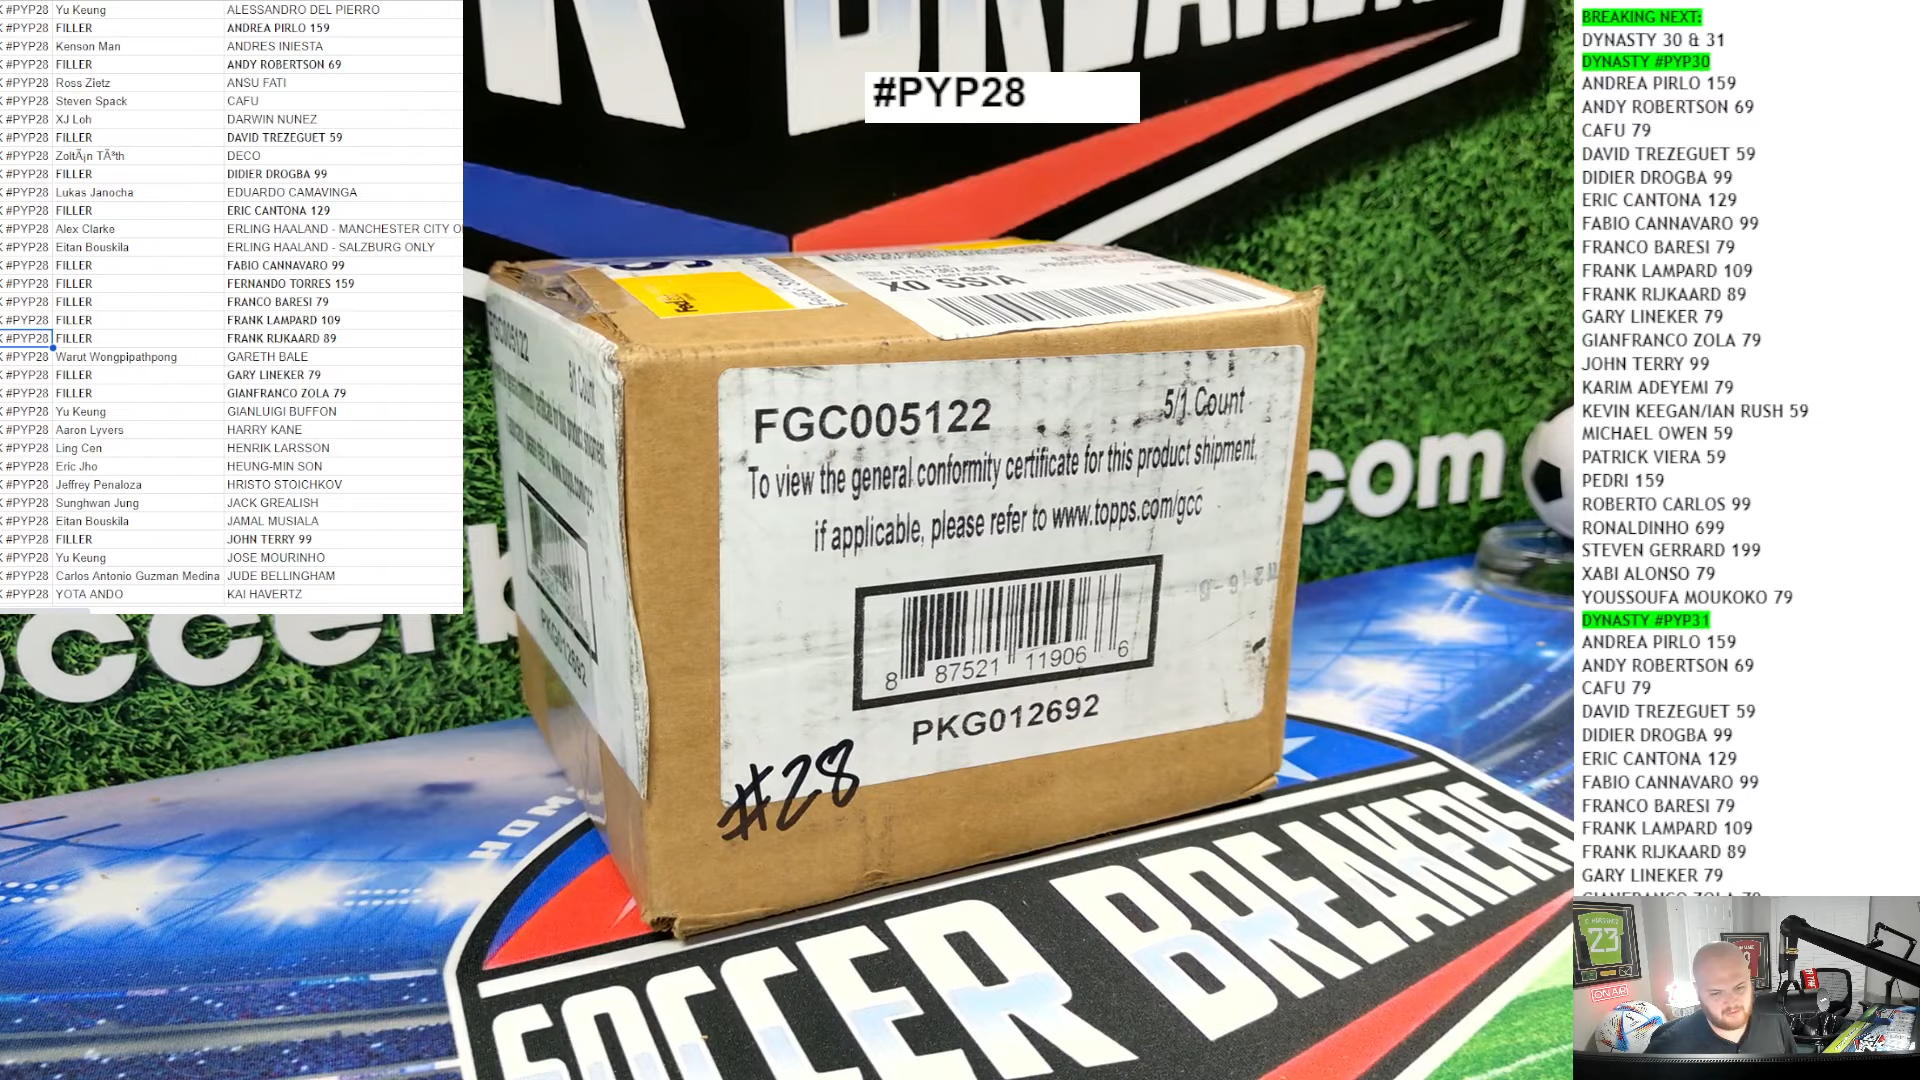 K #PYP28 Yu Keung ALESSANDRO DEL PIERRO
K #PYP28 FILLER ANDREA PIRLO 159
K #PYP28 Kenson Man ANDRES INIESTA
K #PYP28 FILLER ANDY ROBERTSON 69
K #PYP28 Ross Zietz ANSU FATI
K #PYP28 Steven Spack CAFU
K #PYP28 XJ Loh DARWIN NUNEZ
K #PYP28 FILLER DAVID TREZEGUET 59
K #PYP28 ZoltÃ¡n TÃ³th DECO
K #PYP28 FILLER DIDIER DROGBA 99
K #PYP28 Lukas Janocha EDUARDO CAMAVINGA
K #PYP28 FILLER ERIC CANTONA 129
K #PYP28 Alex Clarke ERLING HAALAND - MANCHESTER CITY O
K #PYP28 Eitan Bouskila ERLING HAALAND - SALZBURG ONLY
K #PYP28 FILLER FABIO CANNAVARO 99
K #PYP28 FILLER FERNANDO TORRES 159
K #PYP28 FILLER FRANCO BARESI 79
K #PYP28 FILLER FRANK LAMPARD 109
K #PYP28 FILLER FRANK RIJKAARD 89
K #PYP28 Warut Wongpipathpong GARETH BALE
K #PYP28 FILLER GARY LINEKER 79
K #PYP28 FILLER GIANFRANCO ZOLA 79
K #PYP28 Yu Keung GIANLUIGI BUFFON
K #PYP28 Aaron Lyvers HARRY KANE
K #PYP28 Ling Cen HENRIK LARSSON
K #PYP28 Eric Jho HEUNG-MIN SON
K #PYP28 Jeffrey Penaloza HRISTO STOICHKOV
K #PYP28 Sunghwan Jung JACK GREALISH
K #PYP28 Eitan Bouskila JAMAL MUSIALA
K #PYP28 FILLER JOHN TERRY 99
K #PYP28 Yu Keung JOSE MOURINHO
K #PYP28 Carlos Antonio Guzman Medina JUDE BELLINGHAM
K #PYP28 YOTA ANDO KAI HAVERTZ
#PYP28
FGC005122
5/1 Count
To view the general conformity certificate for this product shipment,
if applicable, please refer to www.topps.com/gcc
8 87521 11906 6
PKG012692
#28
.com
SOCCER BREAKERS
BREAKING NEXT:
DYNASTY 30 & 31
DYNASTY #PYP30
ANDREA PIRLO 159
ANDY ROBERTSON 69
CAFU 79
DAVID TREZEGUET 59
DIDIER DROGBA 99
ERIC CANTONA 129
FABIO CANNAVARO 99
FRANCO BARESI 79
FRANK LAMPARD 109
FRANK RIJKAARD 89
GARY LINEKER 79
GIANFRANCO ZOLA 79
JOHN TERRY 99
KARIM ADEYEMI 79
KEVIN KEEGAN/IAN RUSH 59
MICHAEL OWEN 59
PATRICK VIERA 59
PEDRI 159
ROBERTO CARLOS 99
RONALDINHO 699
STEVEN GERRARD 199
XABI ALONSO 79
YOUSSOUFA MOUKOKO 79
DYNASTY #PYP31
ANDREA PIRLO 159
ANDY ROBERTSON 69
CAFU 79
DAVID TREZEGUET 59
DIDIER DROGBA 99
ERIC CANTONA 129
FABIO CANNAVARO 99
FRANCO BARESI 79
FRANK LAMPARD 109
FRANK RIJKAARD 89
GARY LINEKER 79
GIANFRANCO ZOLA 79
23
ON AIR